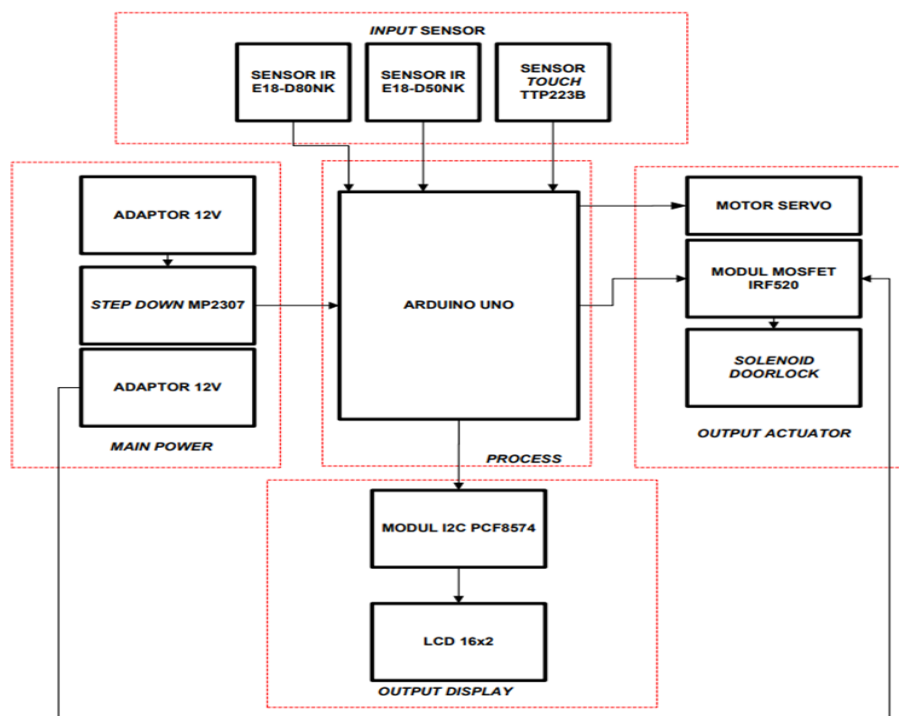 INPUT SENSOR
SENSOR IR
E18-D80NK
SENSOR IR
E18-D50NK
SENSOR
TOUCH
TTP223B
ADAPTOR 12V
STEP DOWN MP2307
ADAPTOR 12V
MAIN POWER
ARDUINO UNO
PROCESS
MOTOR SERVO
MODUL MOSFET
IRF520
SOLENOID
DOORLOCK
OUTPUT ACTUATOR
MODUL I2C PCF8574
LCD 16x2
OUTPUT DISPLAY